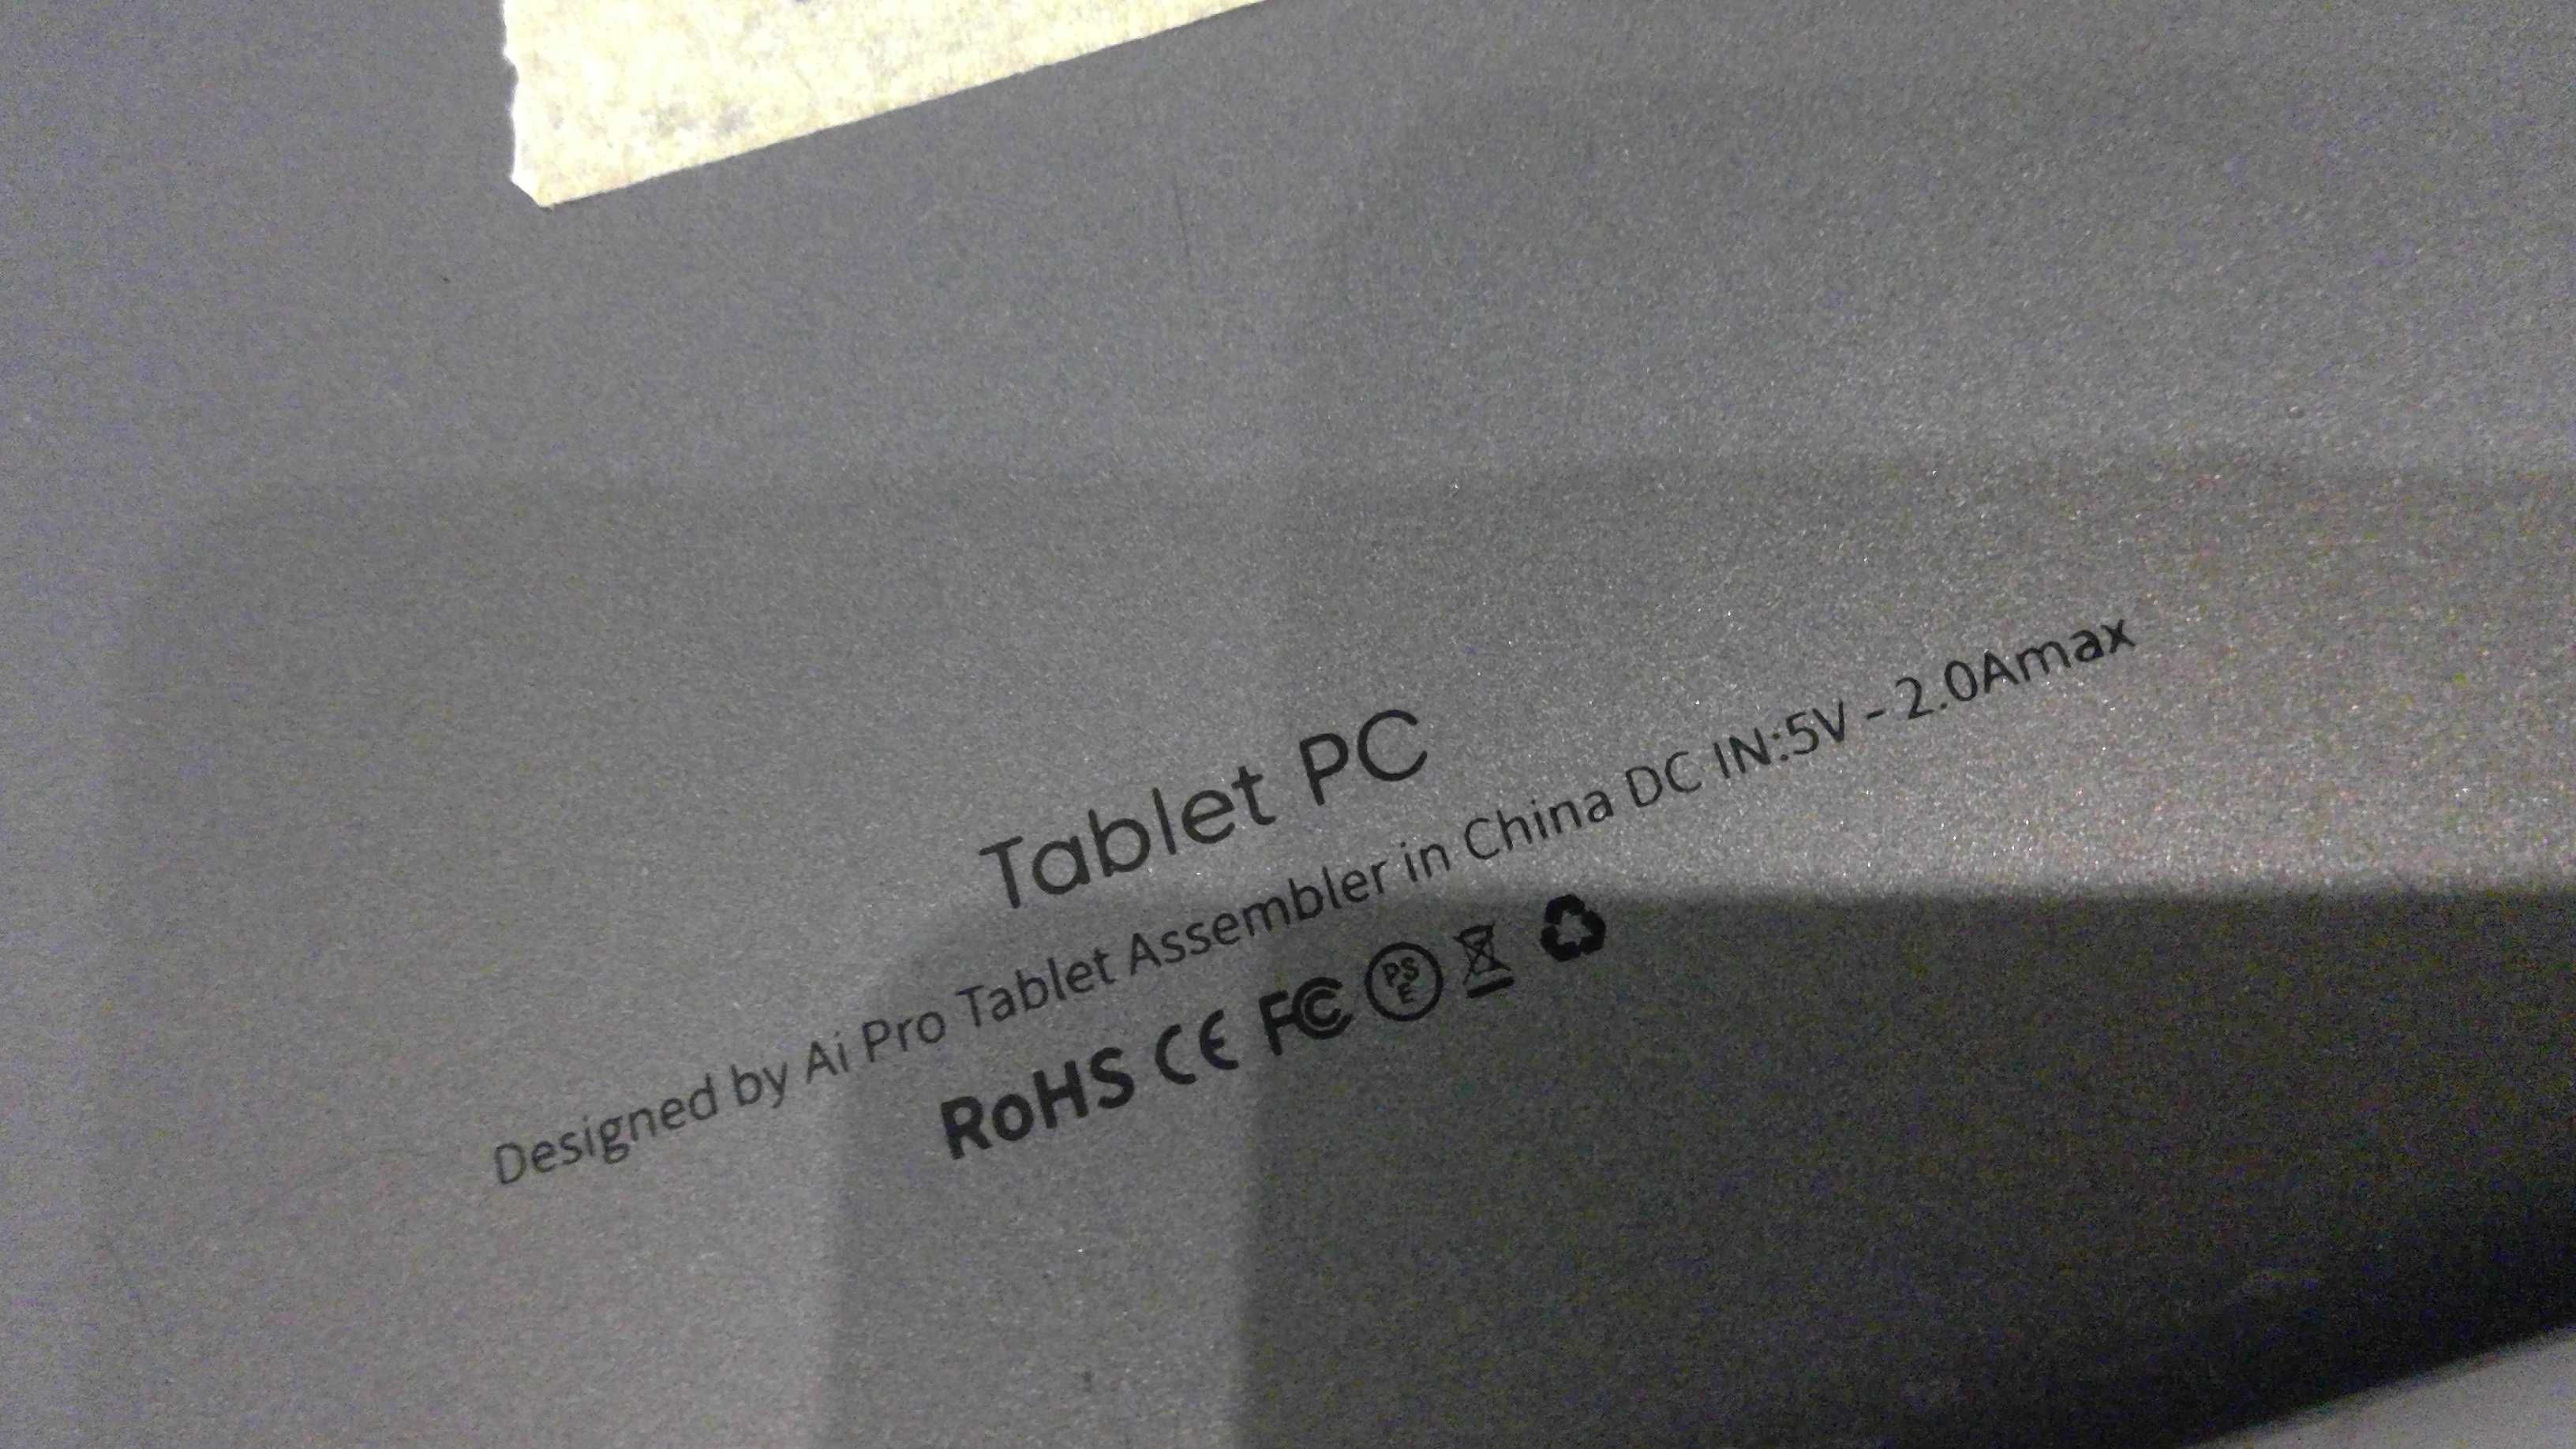 Tablet PC
Designed by Ai Pro Tablet Assembler in China DC IN:5V - 2.0Amax
RoHS CE FC PSE